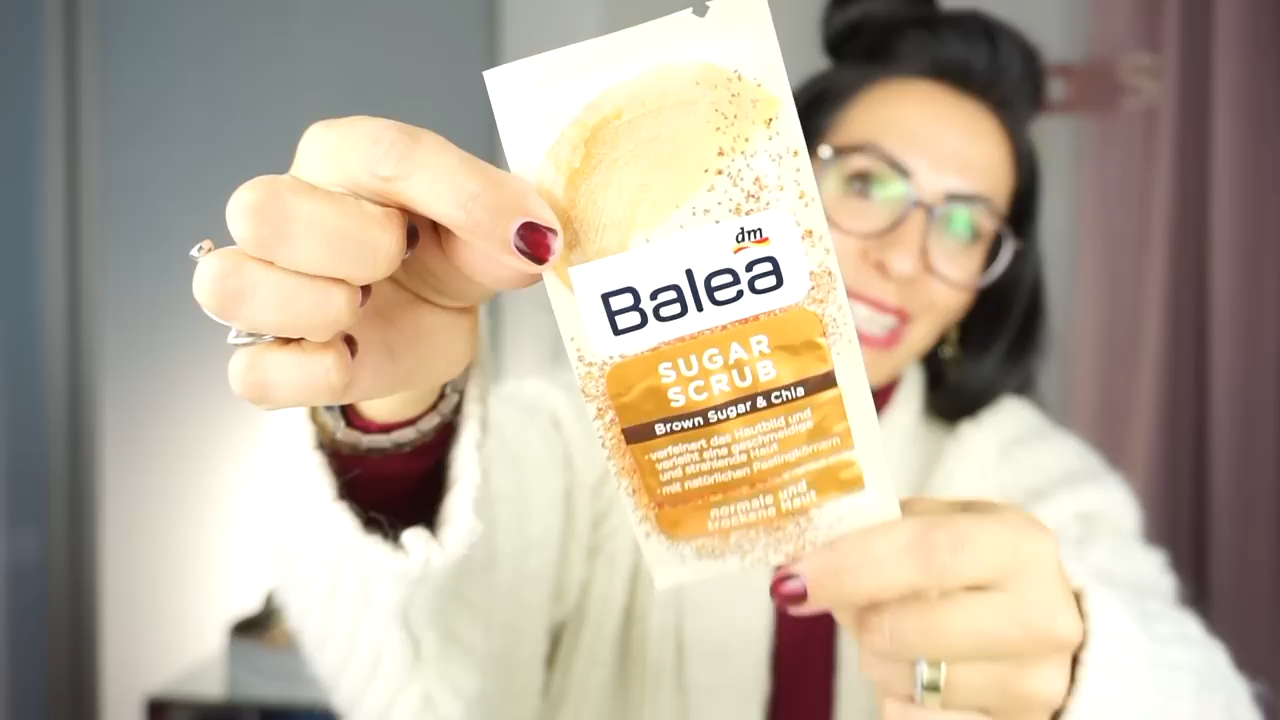 dm
Balea
SUGAR
SCRUB
Brown Sugar & Chia
•verfeinert das Hautbild und
verleiht eine geschmeidige
und strahlende Haut
•mit natürlichen Peelingkörnern
normale und
trockene Haut